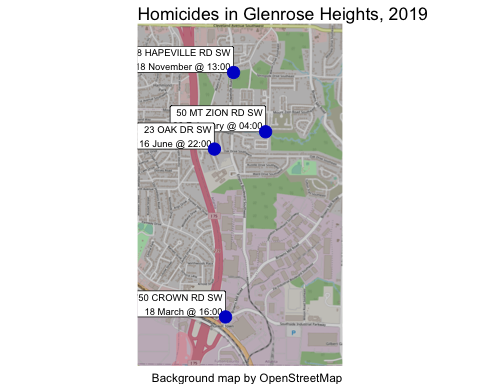 Homicides in Glenrose Heights, 2019
8 HAPEVILLE RD SW
18 November @ 13:00
50 MT ZION RD SW
@ 04:00
23 OAK DR SW
16 June @ 22:00
50 CROWN RD SW
18 March @ 16:00
P
Background map by OpenStreetMap